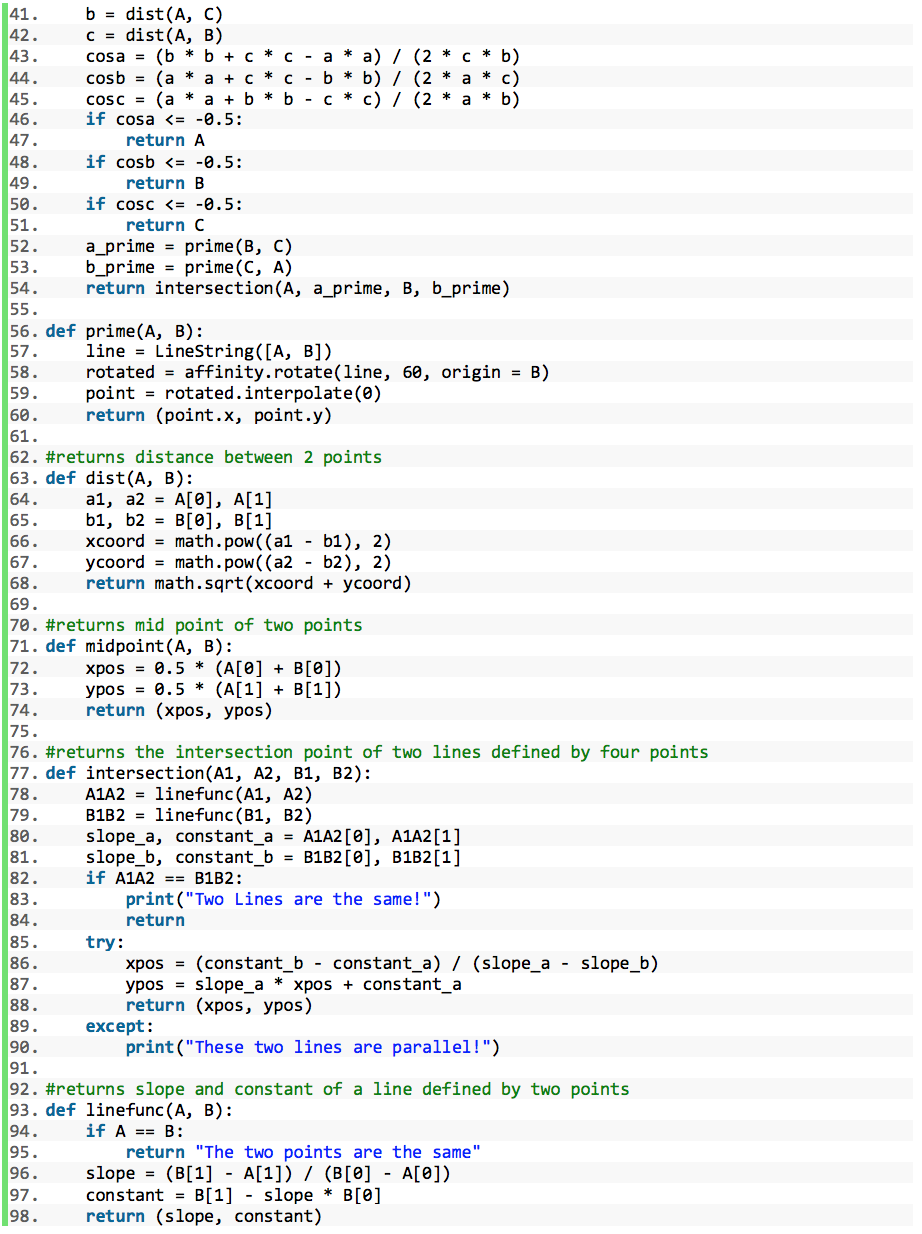 41.     b = dist(A, C)
42.     c = dist(A, B)
43.     cosa = (b * b + c * c - a * a) / (2 * c * b)
44.     cosb = (a * a + c * c - b * b) / (2 * a * c)
45.     cosc = (a * a + b * b - c * c) / (2 * a * b)
46.     if cosa <= -0.5:
47.         return A
48.     if cosb <= -0.5:
49.         return B
50.     if cosc <= -0.5:
51.         return C
52.     a_prime = prime(B, C)
53.     b_prime = prime(C, A)
54.     return intersection(A, a_prime, B, b_prime)
55.
56. def prime(A, B):
57.     line = LineString([A, B])
58.     rotated = affinity.rotate(line, 60, origin = B)
59.     point = rotated.interpolate(0)
60.     return (point.x, point.y)
61.
62. #returns distance between 2 points
63. def dist(A, B):
64.     a1, a2 = A[0], A[1]
65.     b1, b2 = B[0], B[1]
66.     xcoord = math.pow((a1 - b1), 2)
67.     ycoord = math.pow((a2 - b2), 2)
68.     return math.sqrt(xcoord + ycoord)
69.
70. #returns mid point of two points
71. def midpoint(A, B):
72.     xpos = 0.5 * (A[0] + B[0])
73.     ypos = 0.5 * (A[1] + B[1])
74.     return (xpos, ypos)
75.
76. #returns the intersection point of two lines defined by four points
77. def intersection(A1, A2, B1, B2):
78.     A1A2 = linefunc(A1, A2)
79.     B1B2 = linefunc(B1, B2)
80.     slope_a, constant_a = A1A2[0], A1A2[1]
81.     slope_b, constant_b = B1B2[0], B1B2[1]
82.     if A1A2 == B1B2:
83.         print("Two Lines are the same!")
84.         return
85.     try:
86.         xpos = (constant_b - constant_a) / (slope_a - slope_b)
87.         ypos = slope_a * xpos + constant_a
88.         return (xpos, ypos)
89.     except:
90.         print("These two lines are parallel!")
91.
92. #returns slope and constant of a line defined by two points
93. def linefunc(A, B):
94.     if A == B:
95.         return "The two points are the same"
96.     slope = (B[1] - A[1]) / (B[0] - A[0])
97.     constant = B[1] - slope * B[0]
98.     return (slope, constant)